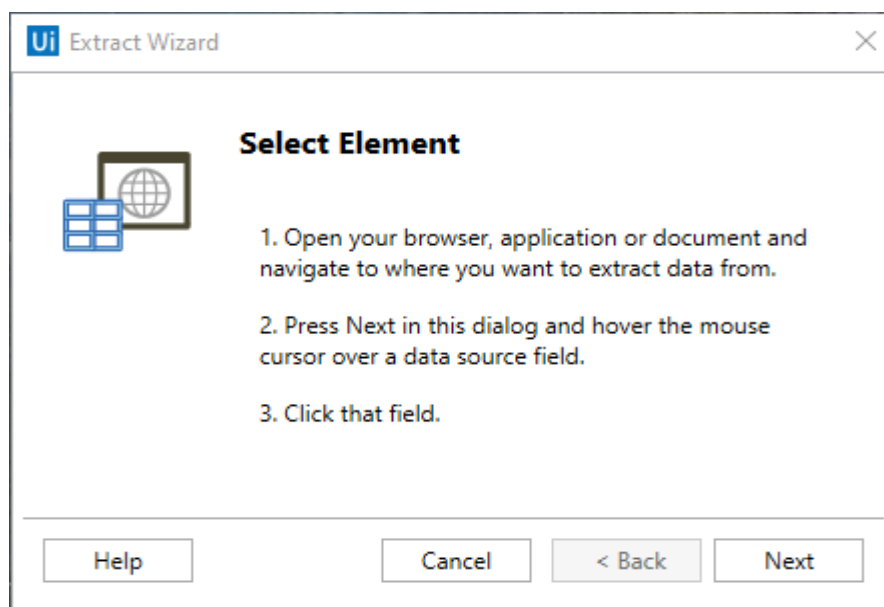 Ui Extract Wizard
Select Element
1. Open your browser, application or document and
navigate to where you want to extract data from.
2. Press Next in this dialog and hover the mouse
cursor over a data source field.
3. Click that field.
Help Cancel < Back Next